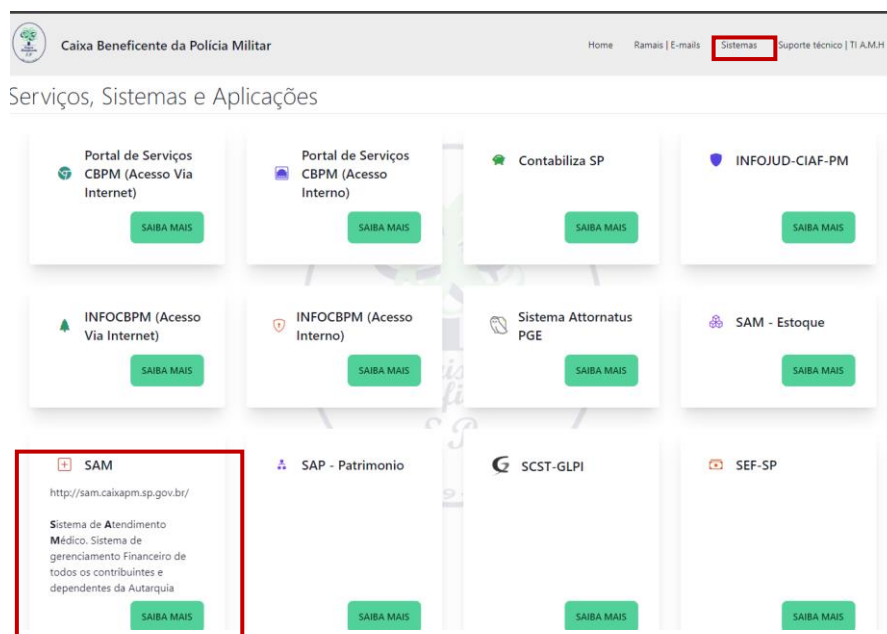 Caixa Beneficente da Polícia Militar
Home Ramais | E-mails Sistemas Suporte técnico | TI A.M.H
Serviços, Sistemas e Aplicações
Portal de Serviços
CBPM (Acesso Via
Internet)
SAIBA MAIS
Portal de Serviços
CBPM (Acesso
Interno)
SAIBA MAIS
Contabiliza SP
SAIBA MAIS
INFOJUD-CIAF-PM
SAIBA MAIS
INFOCBPM (Acesso
Via Internet)
SAIBA MAIS
INFOCBPM (Acesso
Interno)
SAIBA MAIS
Sistema Attornatus
PGE
SAIBA MAIS
SAM - Estoque
SAIBA MAIS
SAM
http://sam.caixapm.sp.gov.br/
Sistema de Atendimento
Médico. Sistema de
gerenciamento Financeiro de
todos os contribuintes e
dependentes da Autarquia
SAIBA MAIS
SAP - Patrimonio
SAIBA MAIS
SCST-GLPI
SAIBA MAIS
SEF-SP
SAIBA MAIS